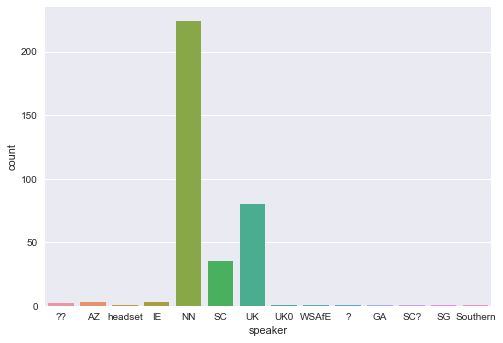 200
150
100
50
0
count
?? AZ headset IE NN SC UK UK0 WSAfE ? GA SC? SG Southern
speaker